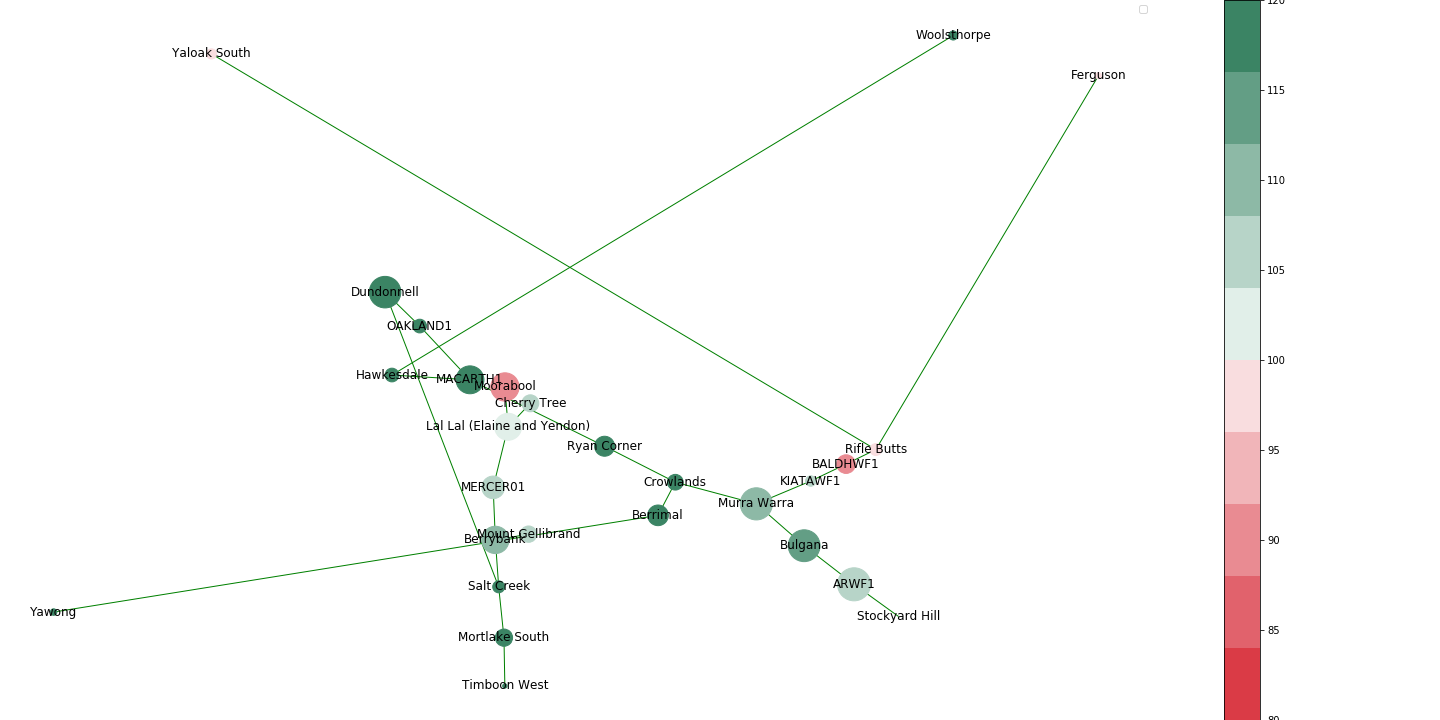 120
Woolsthorpe
Yaloak South
Ferguson
115
110
105
Dundonnell
OAKLAND1
100
Hawkesdale
MACARTH1
Moorabool
Cherry Tree
Lal Lal (Elaine and Yendon)
Ryan Corner
Rifle Butts
95
BALDHWF1
KIATAWF1
Crowlands
MERCER01
Murra Warra
Berrimal
Mount Gellibrand
Berrybank
90
Bulgana
ARWF1
Salt Creek
Yawong
Stockyard Hill
85
Mortlake South
Timboon West
80